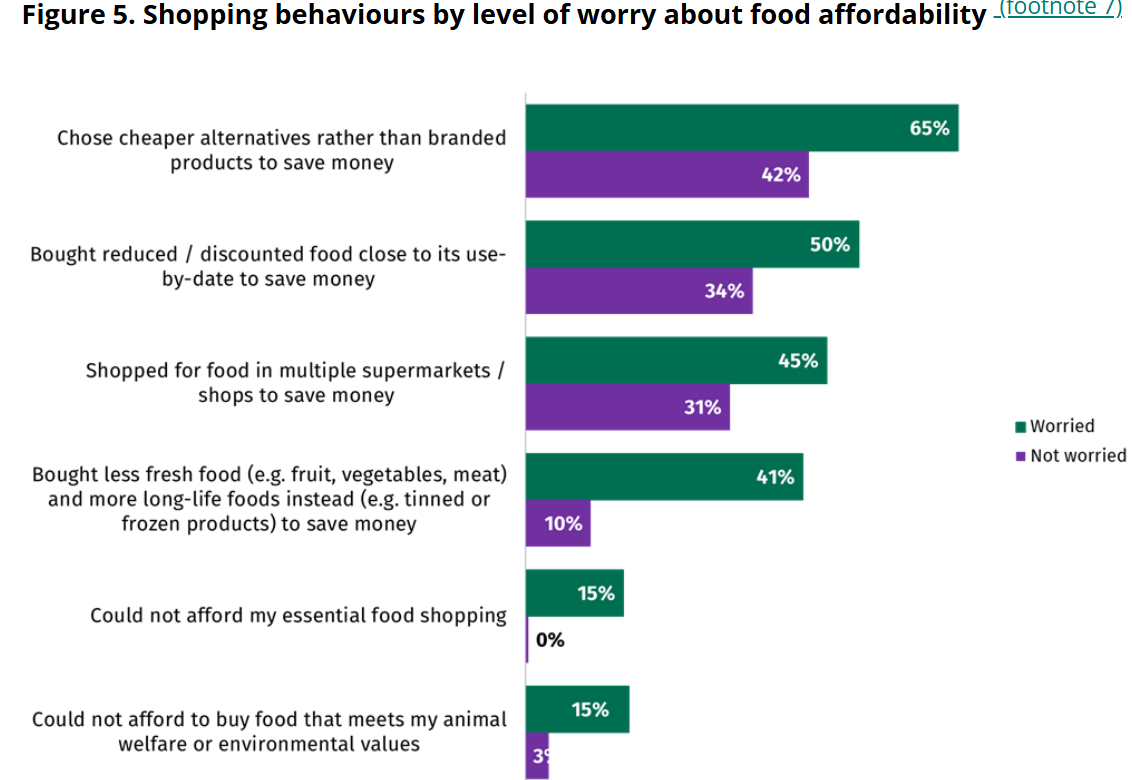 Figure 5. Shopping behaviours by level of worry about food affordability (footnote 7)
Chose cheaper alternatives rather than branded
products to save money
65%
42%
Bought reduced / discounted food close to its use-
by-date to save money
50%
34%
Shopped for food in multiple supermarkets /
shops to save money
45%
31%
Worried
Not worried
Bought less fresh food (e.g. fruit, vegetables, meat)
and more long-life foods instead (e.g. tinned or
frozen products) to save money
41%
10%
Could not afford my essential food shopping
15%
0%
Could not afford to buy food that meets my animal
welfare or environmental values
15%
3%